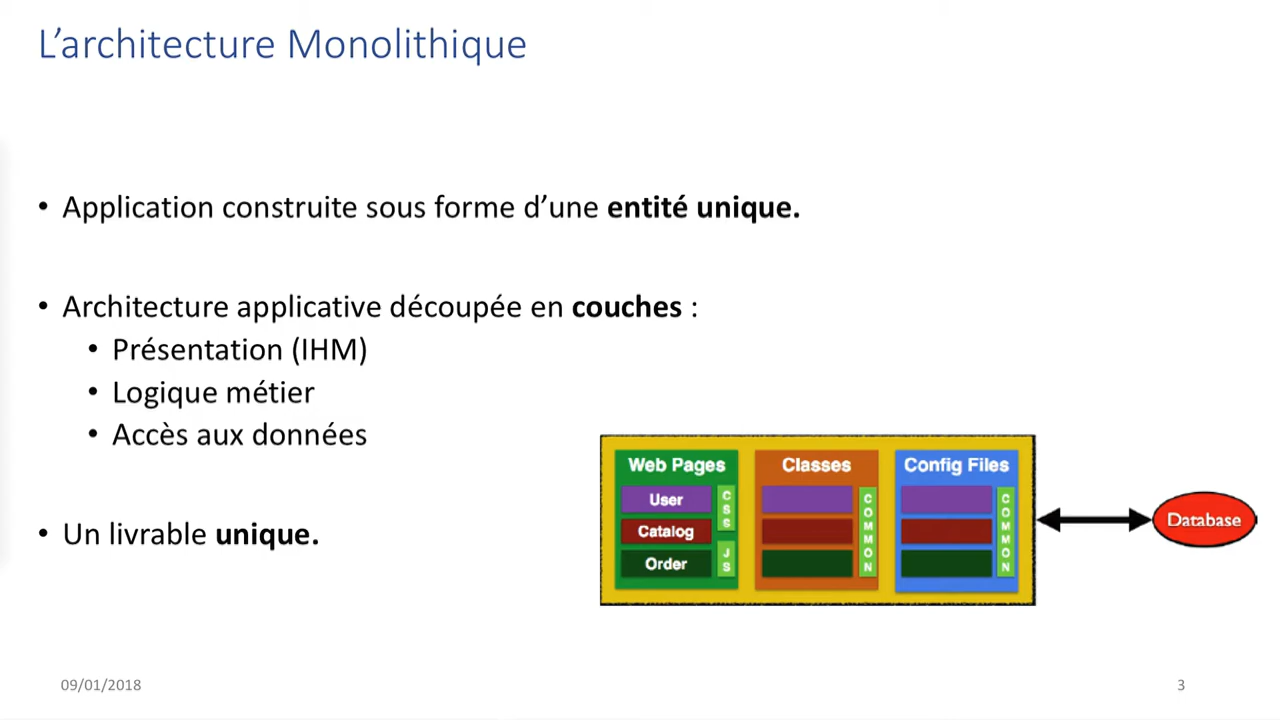 L’architecture Monolithique
• Application construite sous forme d’une entité unique.
• Architecture applicative découpée en couches :
• Présentation (IHM)
• Logique métier
• Accès aux données
• Un livrable unique.
Web Pages
User
Catalog
Order
CSS
JS
Classes
COMMON
Config Files
COMMON
Database
09/01/2018
3